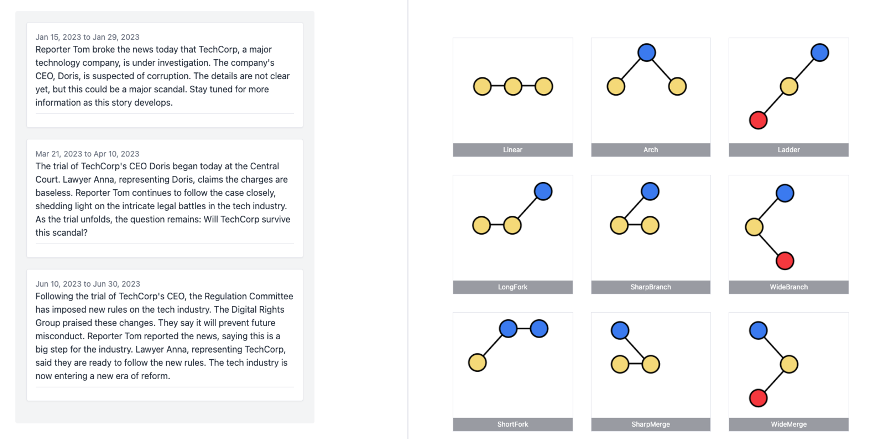 Jan 15, 2023 to Jan 29, 2023
Reporter Tom broke the news today that TechCorp, a major
technology company, is under investigation. The company's
CEO, Doris, is suspected of corruption. The details are not clear
yet, but this could be a major scandal. Stay tuned for more
information as this story develops.
Mar 21, 2023 to Apr 10, 2023
The trial of TechCorp's CEO Doris began today at the Central
Court. Lawyer Anna, representing Doris, claims the charges are
baseless. Reporter Tom continues to follow the case closely,
shedding light on the intricate legal battles in the tech industry.
As the trial unfolds, the question remains: Will TechCorp survive
this scandal?
Jun 10, 2023 to Jun 30, 2023
Following the trial of TechCorp's CEO, the Regulation Committee
has imposed new rules on the tech industry. The Digital Rights
Group praised these changes. They say it will prevent future
misconduct. Reporter Tom reported the news, saying this is a
big step for the industry. Lawyer Anna, representing TechCorp,
said they are ready to follow the new rules. The tech industry is
now entering a new era of reform.
Linear
Arch
Ladder
LongFork
SharpBranch
WideBranch
ShortFork
SharpMerge
WideMerge